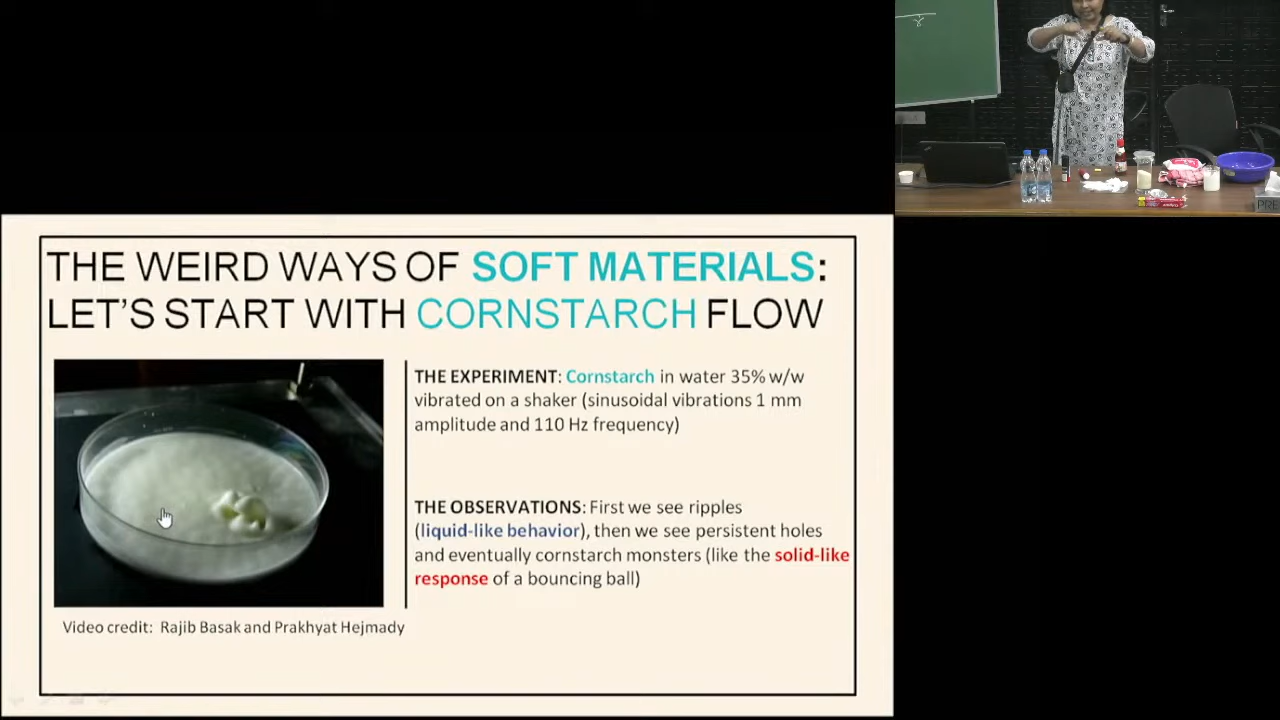 THE WEIRD WAYS OF SOFT MATERIALS:
LET'S START WITH CORNSTARCH FLOW
THE EXPERIMENT: Cornstarch in water 35% w/w
vibrated on a shaker (sinusoidal vibrations 1 mm
amplitude and 110 Hz frequency)
THE OBSERVATIONS: First we see ripples
(liquid-like behavior), then we see persistent holes
and eventually cornstarch monsters (like the solid-like
response of a bouncing ball)
Video credit: Rajib Basak and Prakhyat Hejmady
PRE